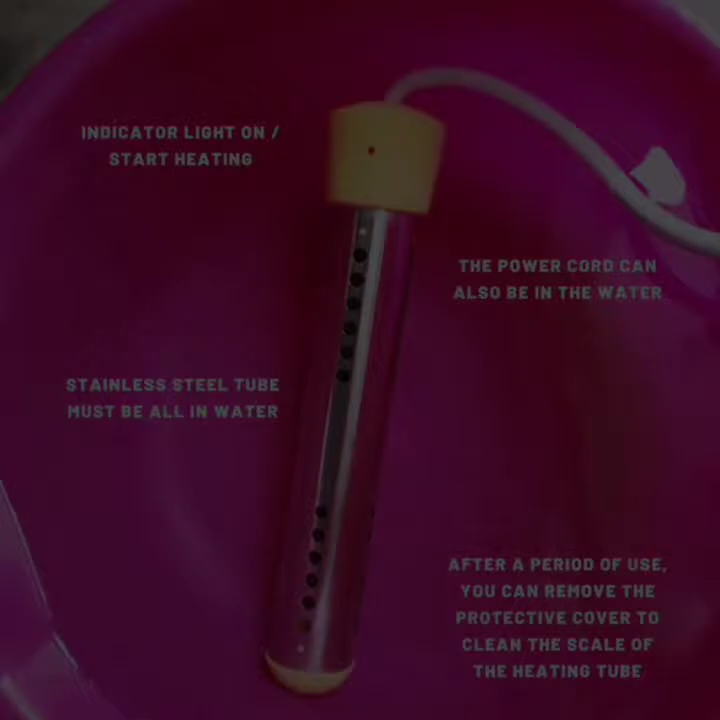 INDICATOR LIGHT ON /
START HEATING
THE POWER CORD CAN
ALSO BE IN THE WATER
STAINLESS STEEL TUBE
MUST BE ALL IN WATER
AFTER A PERIOD OF USE,
YOU CAN REMOVE THE
PROTECTIVE COVER TO
CLEAN THE SCALE OF
THE HEATING TUBE